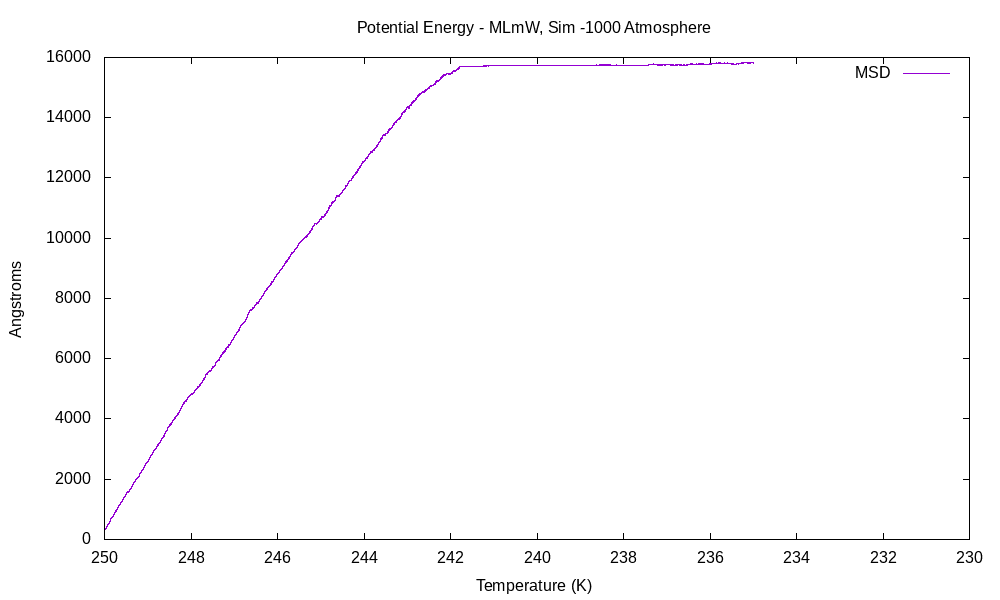 Potential Energy - MLmW, Sim -1000 Atmosphere
MSD
16000
14000
12000
10000
8000
6000
4000
2000
0
Angstroms
250 248 246 244 242 240 238 236 234 232 230
Temperature (K)